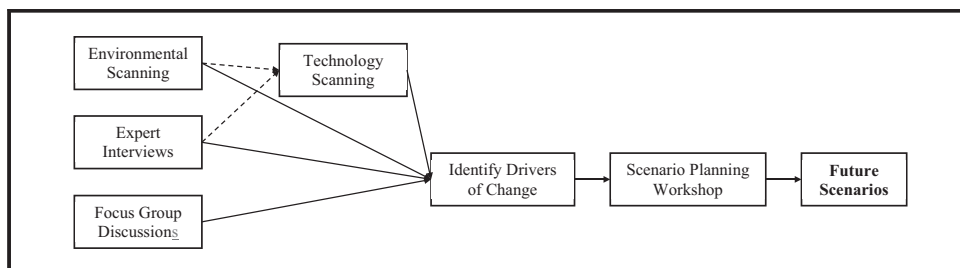 Environmental
Scanning
Technology
Scanning
Expert
Interviews
Identify Drivers
of Change
Scenario Planning
Workshop
Future
Scenarios
Focus Group
Discussions